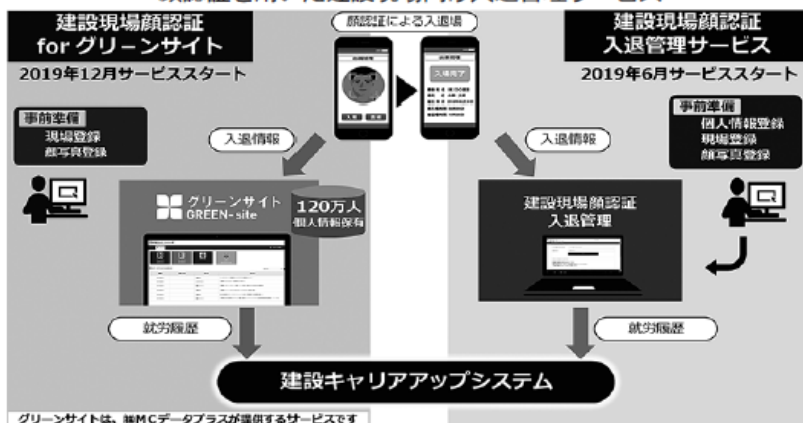 建設現場顔認証
for グリーンサイト
2019年12月サービススタート
顔認証による入退場
建設現場顔認証
入退管理サービス
2019年6月サービススタート
事前準備
現場登録
顔写真登録
入退情報
入場完了
入退情報
事前準備
個人情報登録
現場登録
顔写真登録
グリーンサイト
GREEN-site
120万人
個人情報保有
建設現場顔認証
入退管理
就労履歴
就労履歴
建設キャリアアップシステム
グリーンサイトは、㈱MCデータプラスが提供するサービスです